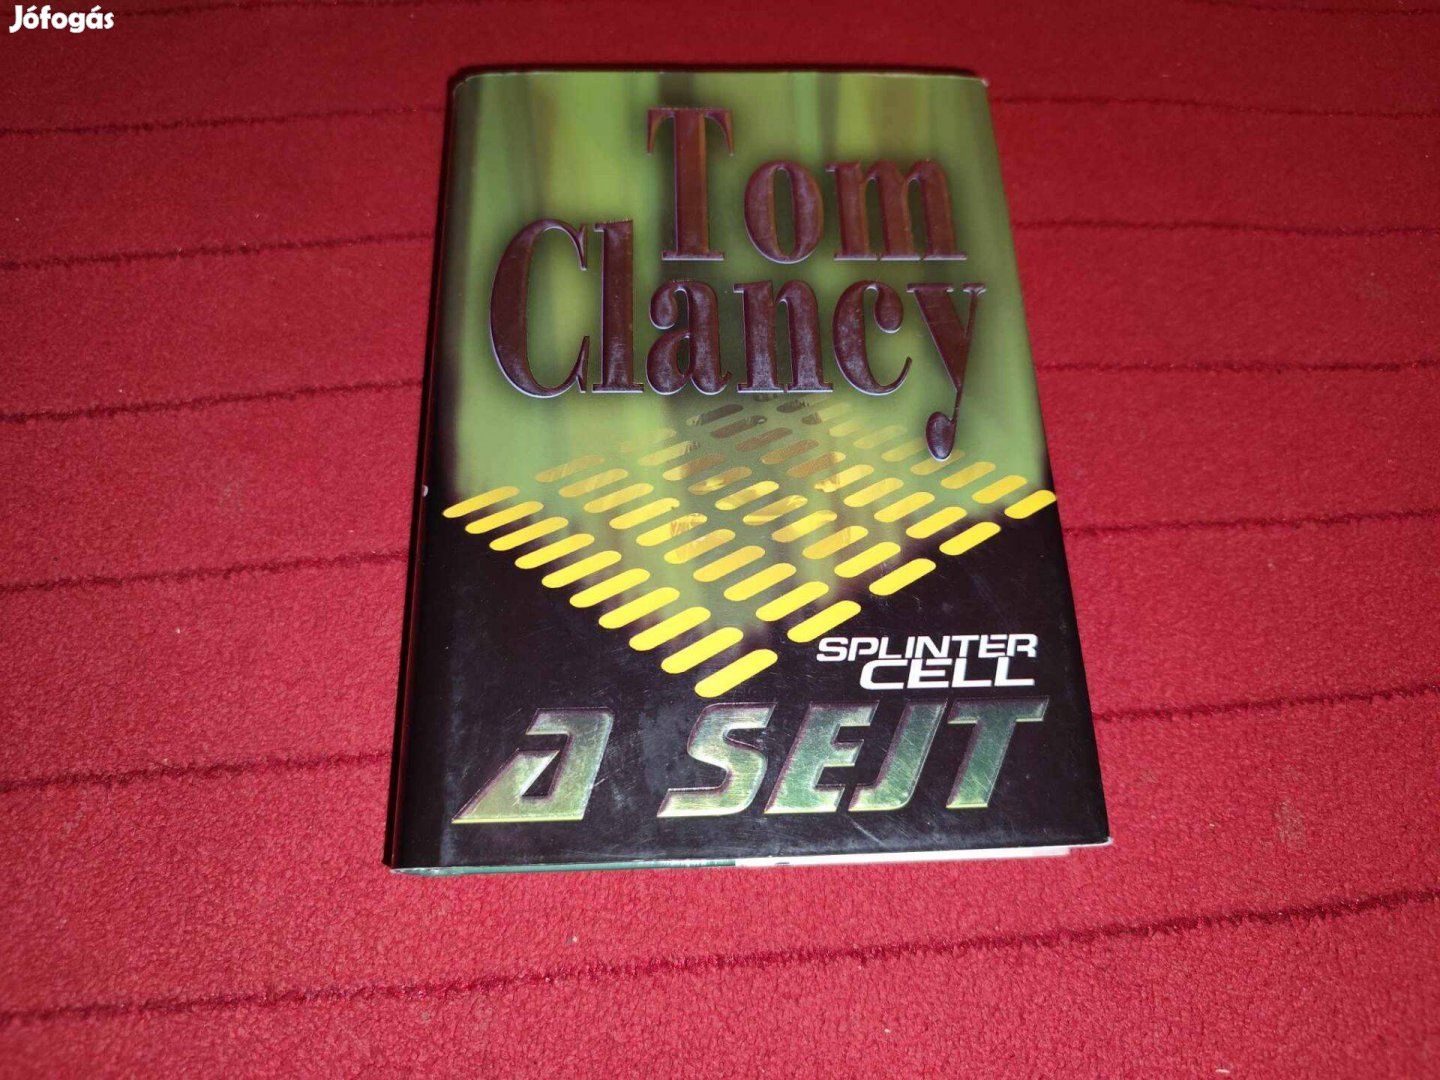 Jófogás
Tom
Clancy
SPLINTER
CELL
A SEJT